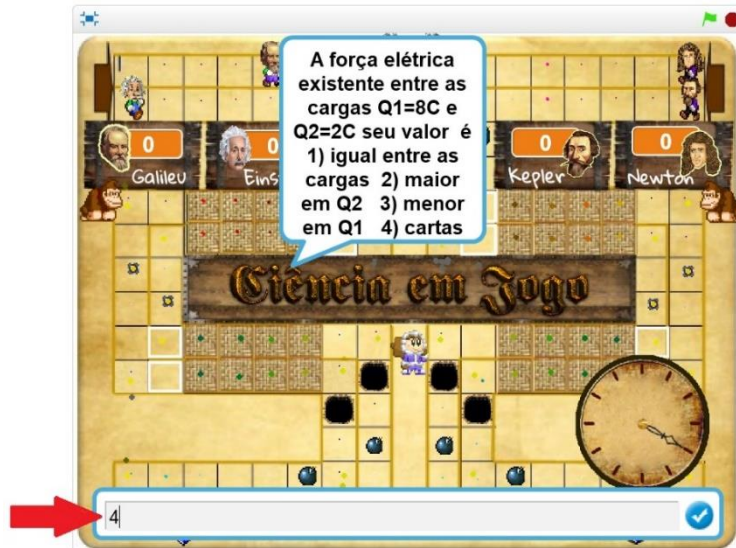 A força elétrica
existente entre as
cargas Q1=8C e
Q2=2C seu valor é
1) igual entre as
cargas 2) maior
em Q2 3) menor
em Q1 4) cartas
0
0
0
0
Galileu
Eins
Kepler
Newton
Ciência em Jogo
4